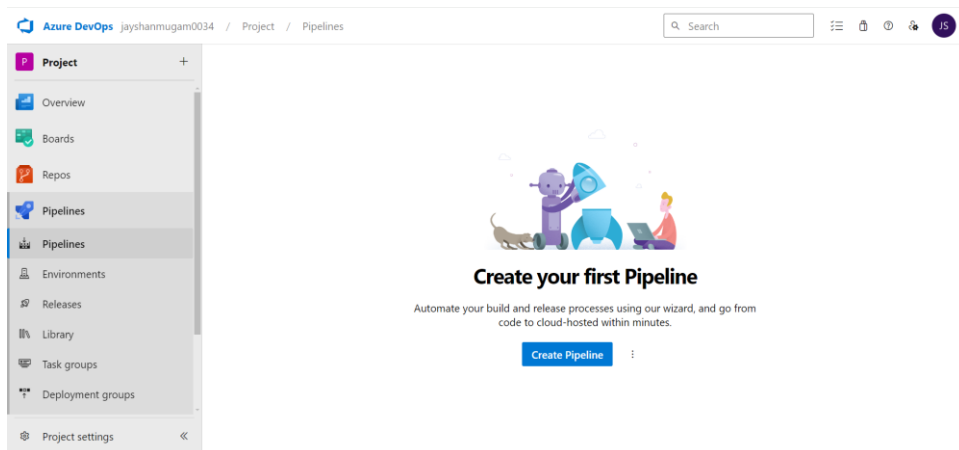 Azure DevOps jayshanmugam0034 / Project / Pipelines
Search
JS
P Project +
Overview
Boards
Repos
Pipelines
Pipelines
Environments
Releases
Library
Task groups
Deployment groups
Project settings
Create your first Pipeline
Automate your build and release processes using our wizard, and go from
code to cloud-hosted within minutes.
Create Pipeline